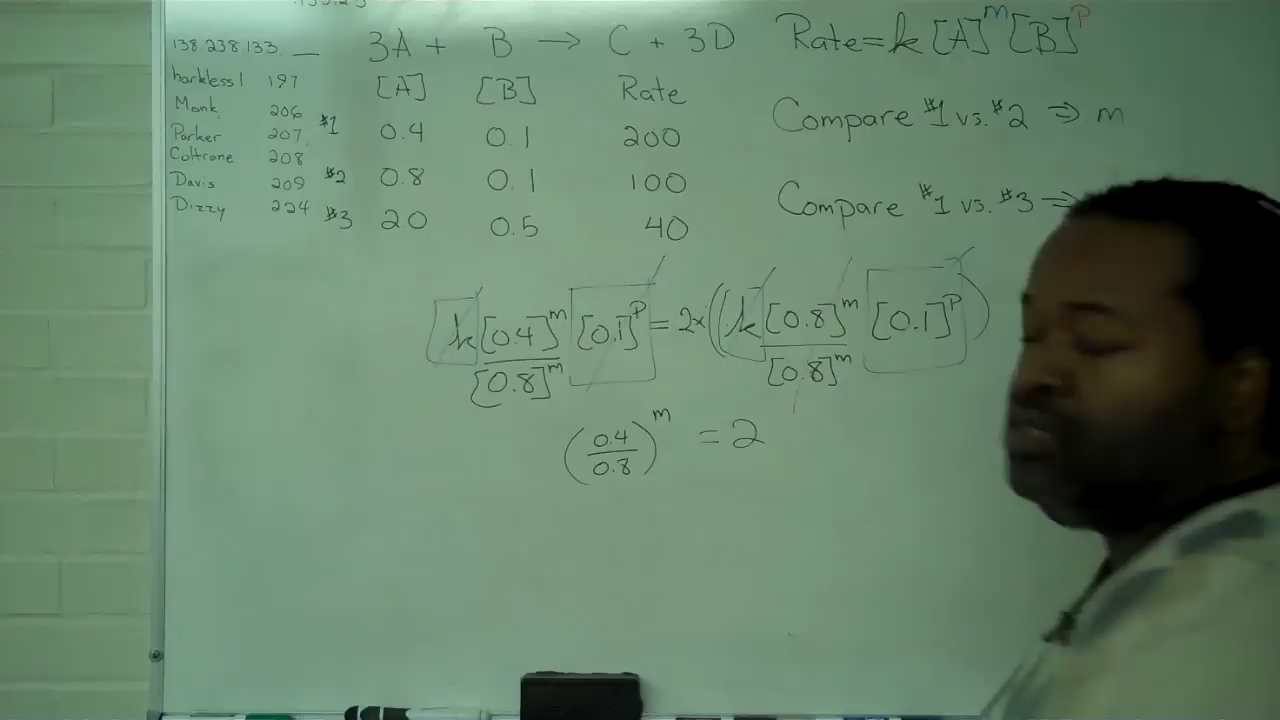 138.238.133. __
harkless1 197
Monk 206
Parker 207
Coltrane 208
Davis 209
Dizzy 224
3A + B → C + 3D
[A] [B] Rate
#1 0.4 0.1 200
#2 0.8 0.1 100
#3 20 0.5 40
Rate = k [A]^m [B]^p
Compare #1 vs. #2 ⇒ m
Compare #1 vs. #3 ⇒
k [0.4]^m [0.1]^p = 2x ( k [0.8]^m [0.1]^p )
[0.8]^m [0.8]^m
(0.4/0.8)^m = 2